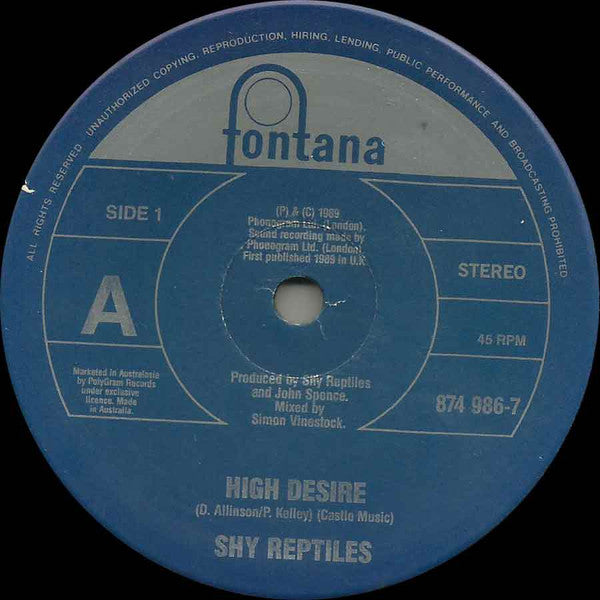 ALL RIGHTS RESERVED. UNAUTHORIZED COPYING, REPRODUCTION, HIRING, LENDING, PUBLIC PERFORMANCE AND BROADCASTING PROHIBITED.
fontana
SIDE 1
A
Marketed in Australasia
by PolyGram Records
under exclusive
licence. Made
in Australia.
(P) & (C) 1989
Phonogram Ltd. (London).
Sound recording made by
Phonogram Ltd. (London)
First published 1989 in U.K
STEREO
45 RPM
874 986-7
Produced by Shy Reptiles
and John Spence.
Mixed by
Simon Vinestock.
HIGH DESIRE
(D. Allinson/P. Kelley) (Castle Music)
SHY REPTILES